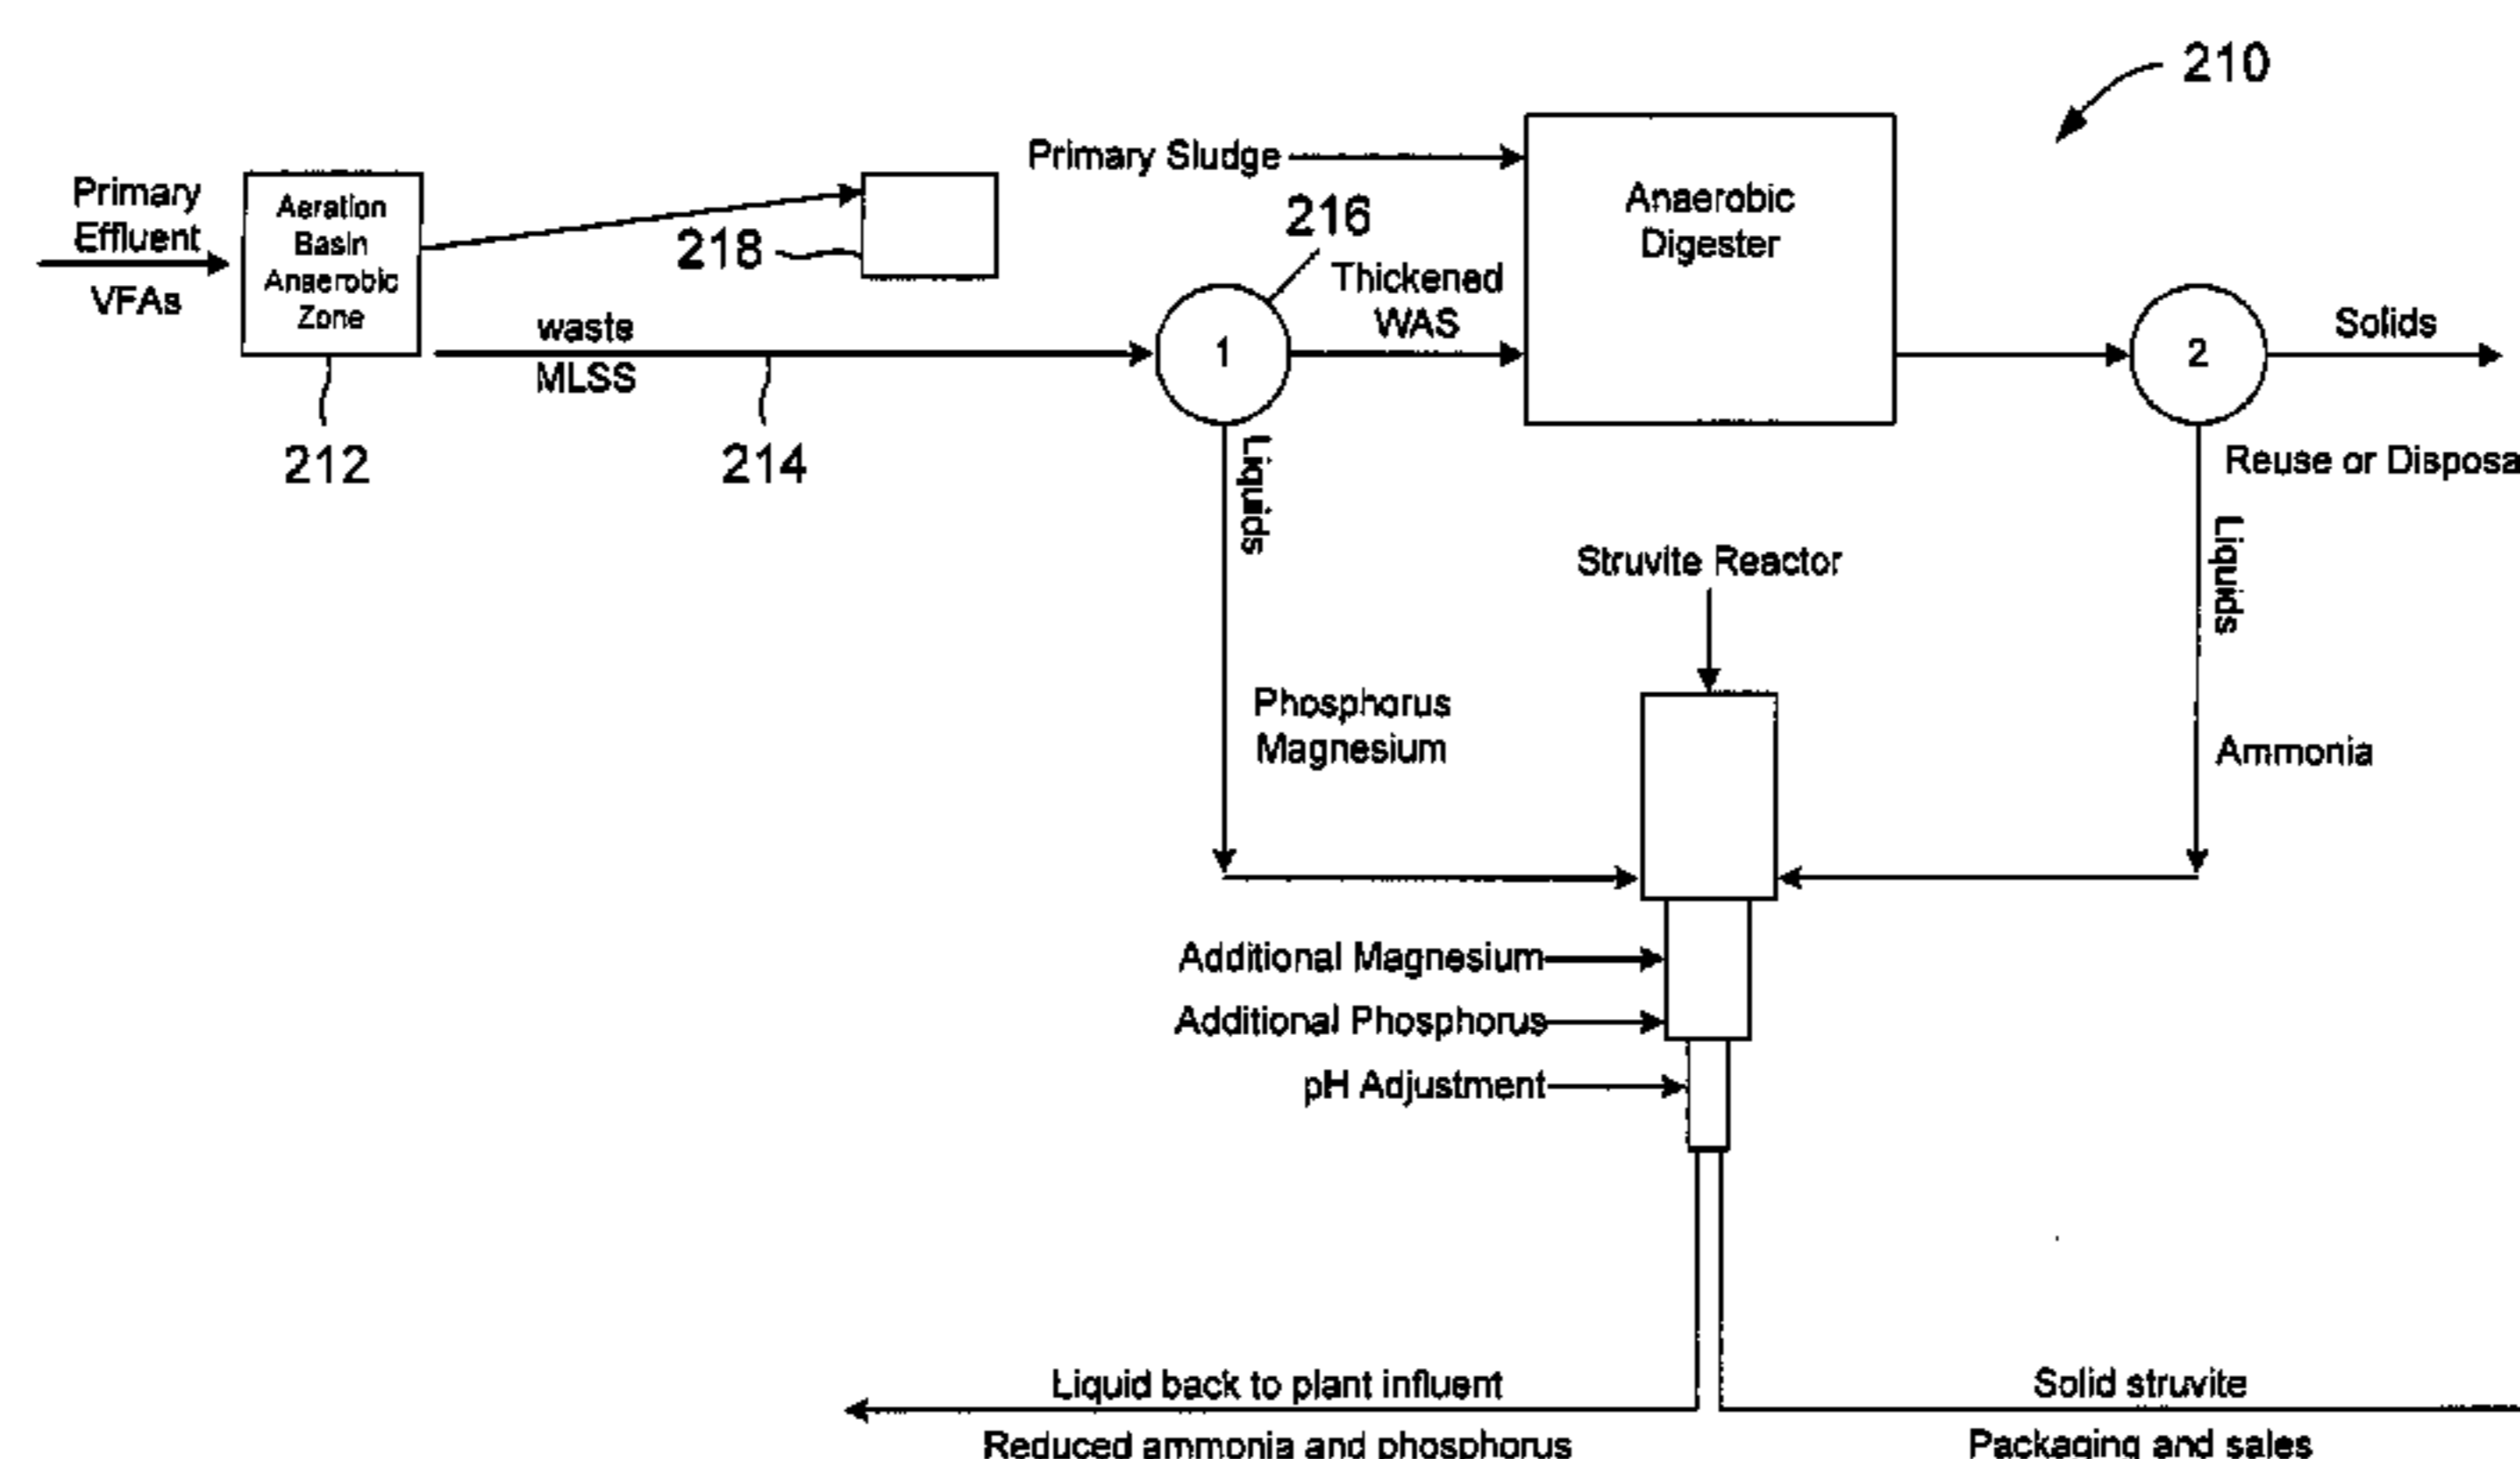 210
Primary
Effluent
VFAs
Aeration
Basin
Anaerobic
Zone
212
218
waste
MLSS
214
Primary Sludge
216
1
Thickened
WAS
Anaerobic
Digester
2
Solids
Reuse or Disposa
Liquids
Liquids
Phosphorus
Magnesium
Struvite Reactor
Ammonia
Additional Magnesium
Additional Phosphorus
pH Adjustment
Liquid back to plant influent
Reduced ammonia and phosphorus
Solid struvite
Packaging and sales